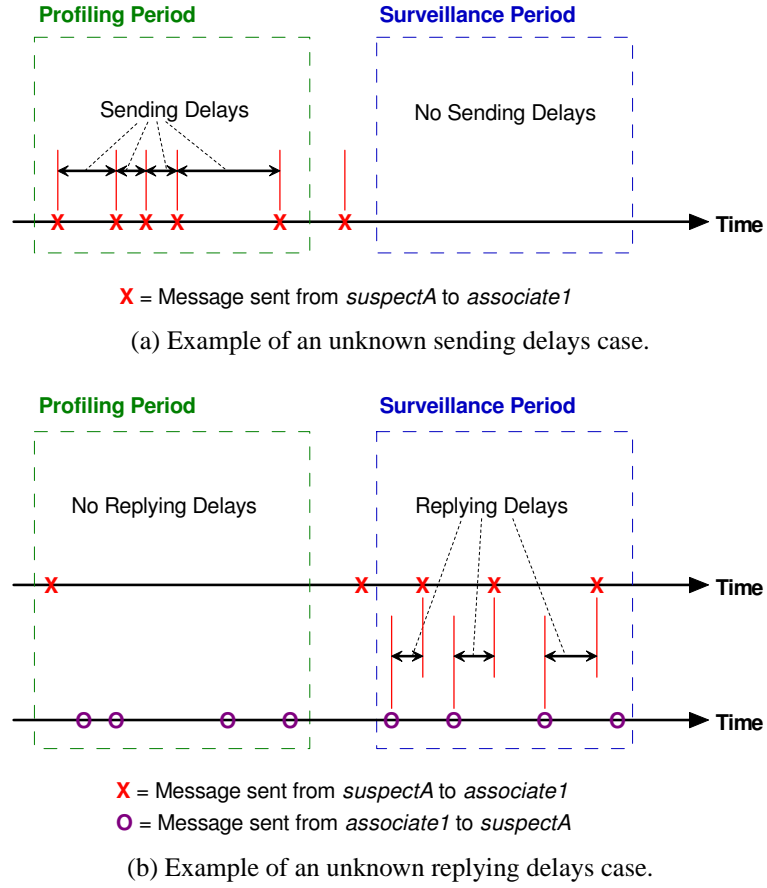 Profiling Period Surveillance Period
Sending Delays No Sending Delays
X X X X X X Time
X = Message sent from suspectA to associate1
(a) Example of an unknown sending delays case.
Profiling Period Surveillance Period
No Replying Delays Replying Delays
X X X X X Time
O O O O O O O O Time
X = Message sent from suspectA to associate1
O = Message sent from associate1 to suspectA
(b) Example of an unknown replying delays case.